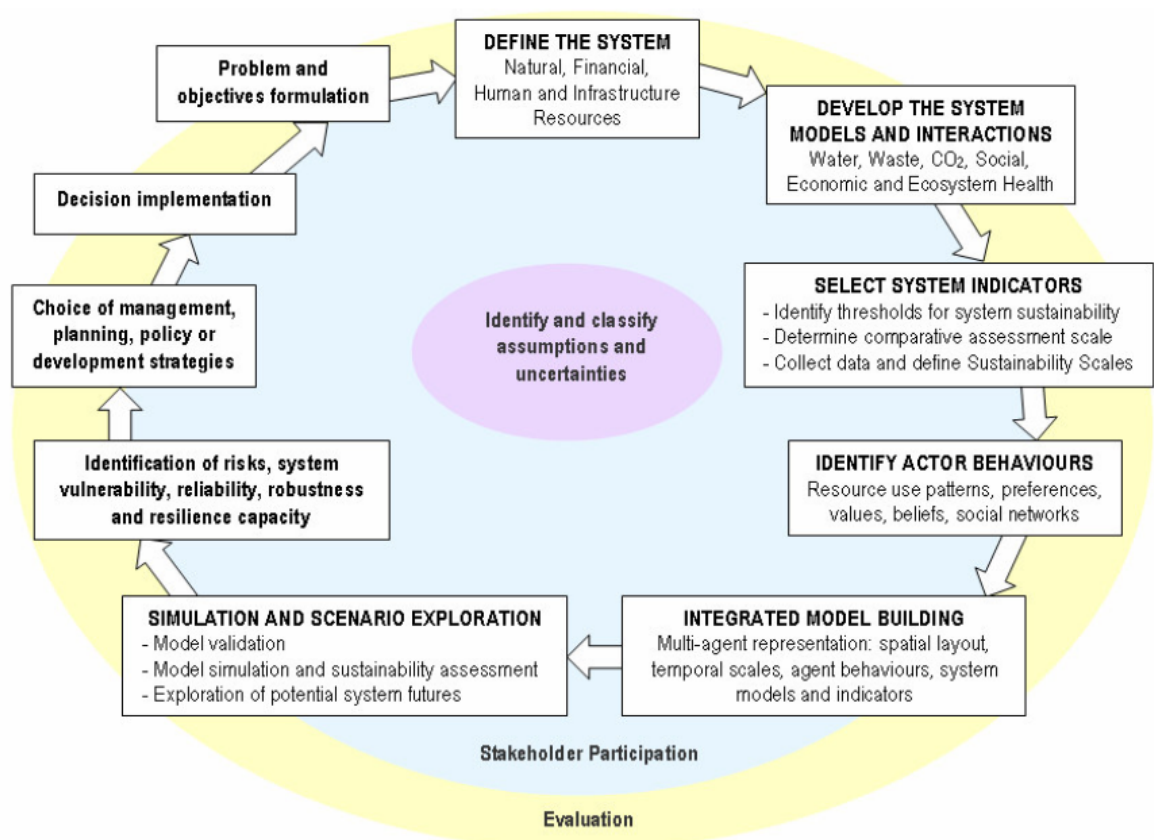 DEFINE THE SYSTEM
Natural, Financial,
Human and Infrastructure
Resources
DEVELOP THE SYSTEM
MODELS AND INTERACTIONS
Water, Waste, CO₂, Social,
Economic and Ecosystem Health
SELECT SYSTEM INDICATORS
- Identify thresholds for system sustainability
- Determine comparative assessment scale
- Collect data and define Sustainability Scales
IDENTIFY ACTOR BEHAVIOURS
Resource use patterns, preferences,
values, beliefs, social networks
INTEGRATED MODEL BUILDING
Multi-agent representation: spatial layout,
temporal scales, agent behaviours, system
models and indicators
SIMULATION AND SCENARIO EXPLORATION
- Model validation
- Model simulation and sustainability assessment
- Exploration of potential system futures
Identification of risks, system
vulnerability, reliability, robustness
and resilience capacity
Choice of management,
planning, policy or
development strategies
Decision implementation
Problem and
objectives formulation
Identify and classify
assumptions and
uncertainties
Stakeholder Participation
Evaluation